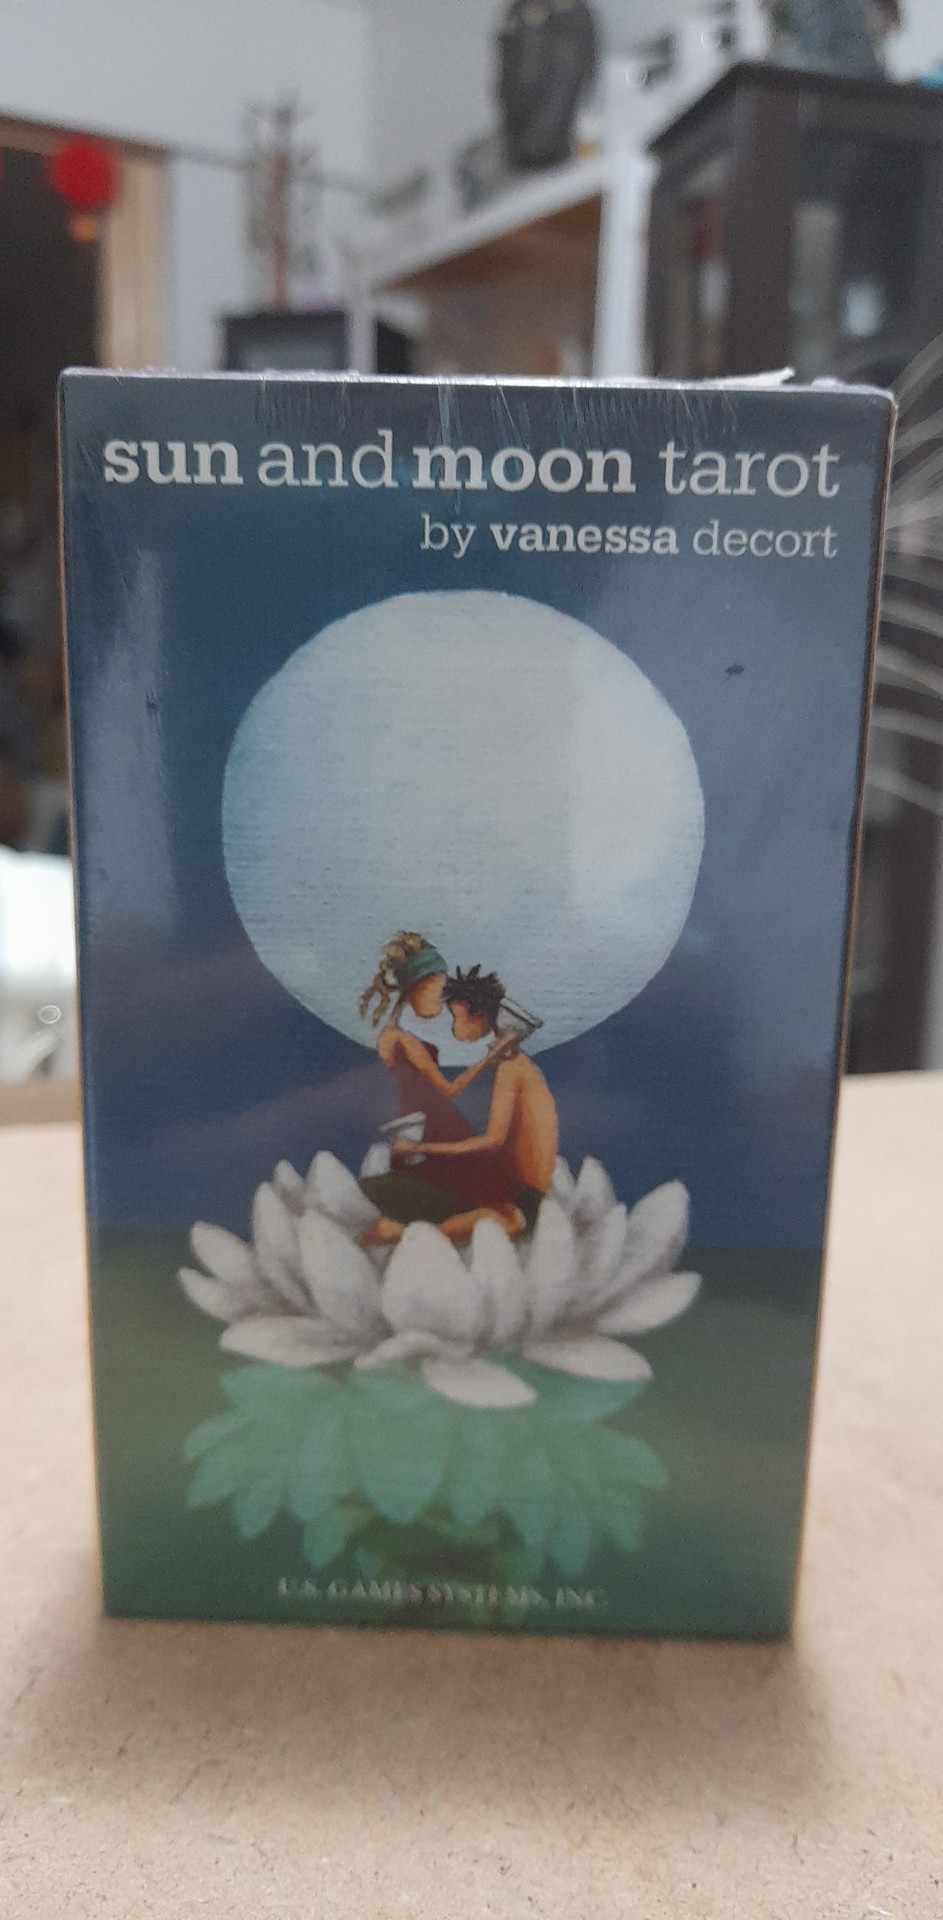 sun and moon tarot
by vanessa decort
U.S. GAMES SYSTEMS, INC.